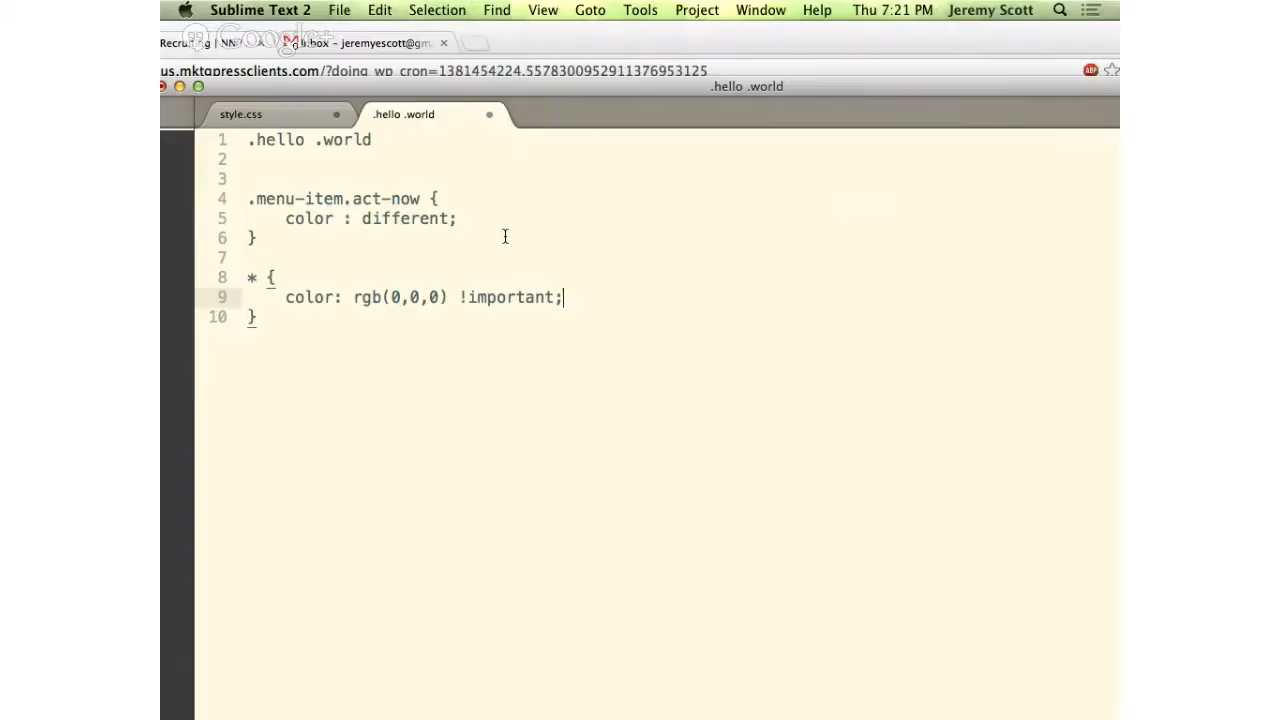 Sublime Text 2 File Edit Selection Find View Goto Tools Project Window Help Thu 7:21 PM Jeremy Scott
Google+
Inbox – jeremyescott@gm
us.mktgpressclients.com/?doing_wp_cron=1381454224.5578300952911376953125 ABP
.hello .world
style.css .hello .world
1 .hello .world
2
3
4 .menu-item.act-now {
5 color : different;
6 }
7
8 * {
9 color: rgb(0,0,0) !important;
10 }